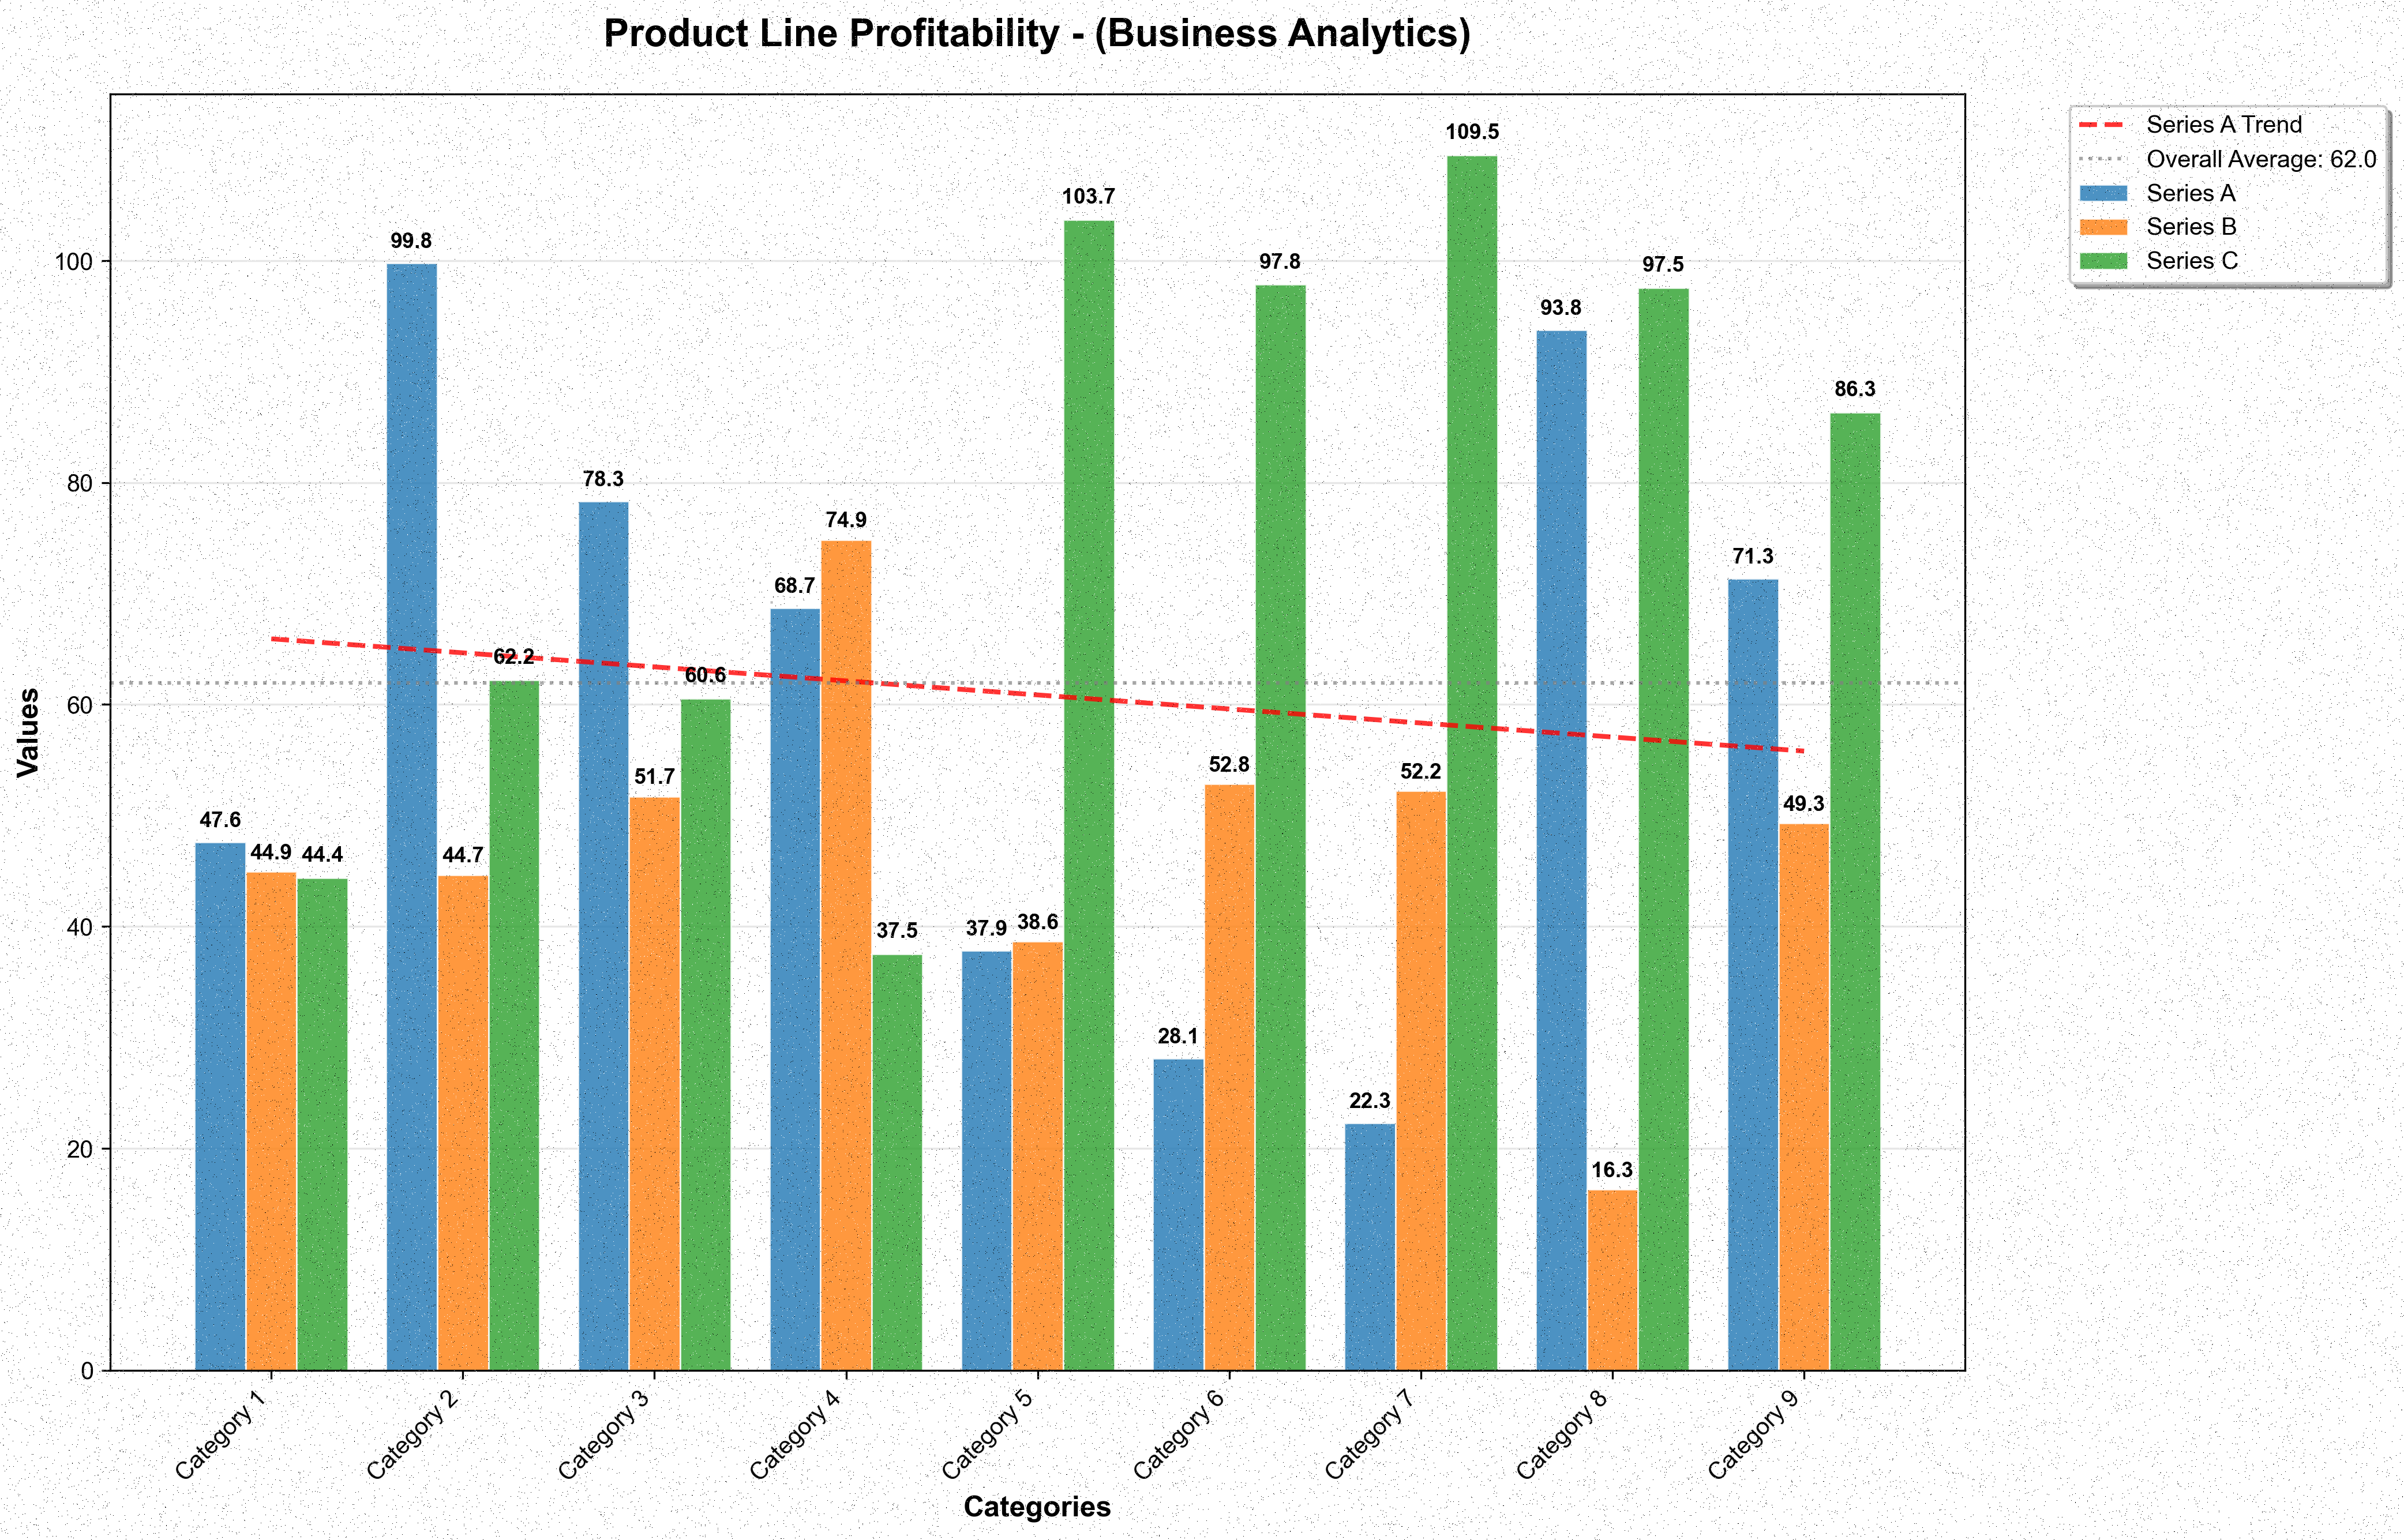 Product Line Profitability - (Business Analytics)
Series A Trend
Overall Average: 62.0
Series A
Series B
Series C
Values
100
80
60
40
20
0
47.6
44.9
44.4
99.8
44.7
62.2
78.3
51.7
60.6
68.7
74.9
37.5
37.9
38.6
103.7
28.1
52.8
97.8
22.3
52.2
109.5
93.8
16.3
97.5
71.3
49.3
86.3
Category 1
Category 2
Category 3
Category 4
Category 5
Category 6
Category 7
Category 8
Category 9
Categories